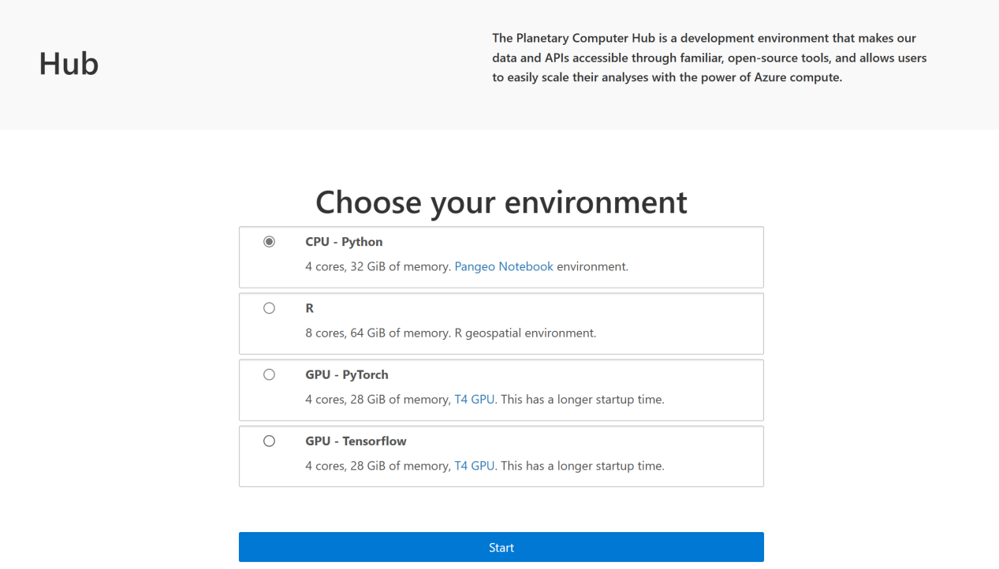 Hub
The Planetary Computer Hub is a development environment that makes our
data and APIs accessible through familiar, open-source tools, and allows users
to easily scale their analyses with the power of Azure compute.
Choose your environment
CPU - Python
4 cores, 32 GiB of memory. Pangeo Notebook environment.
R
8 cores, 64 GiB of memory. R geospatial environment.
GPU - PyTorch
4 cores, 28 GiB of memory, T4 GPU. This has a longer startup time.
GPU - Tensorflow
4 cores, 28 GiB of memory, T4 GPU. This has a longer startup time.
Start